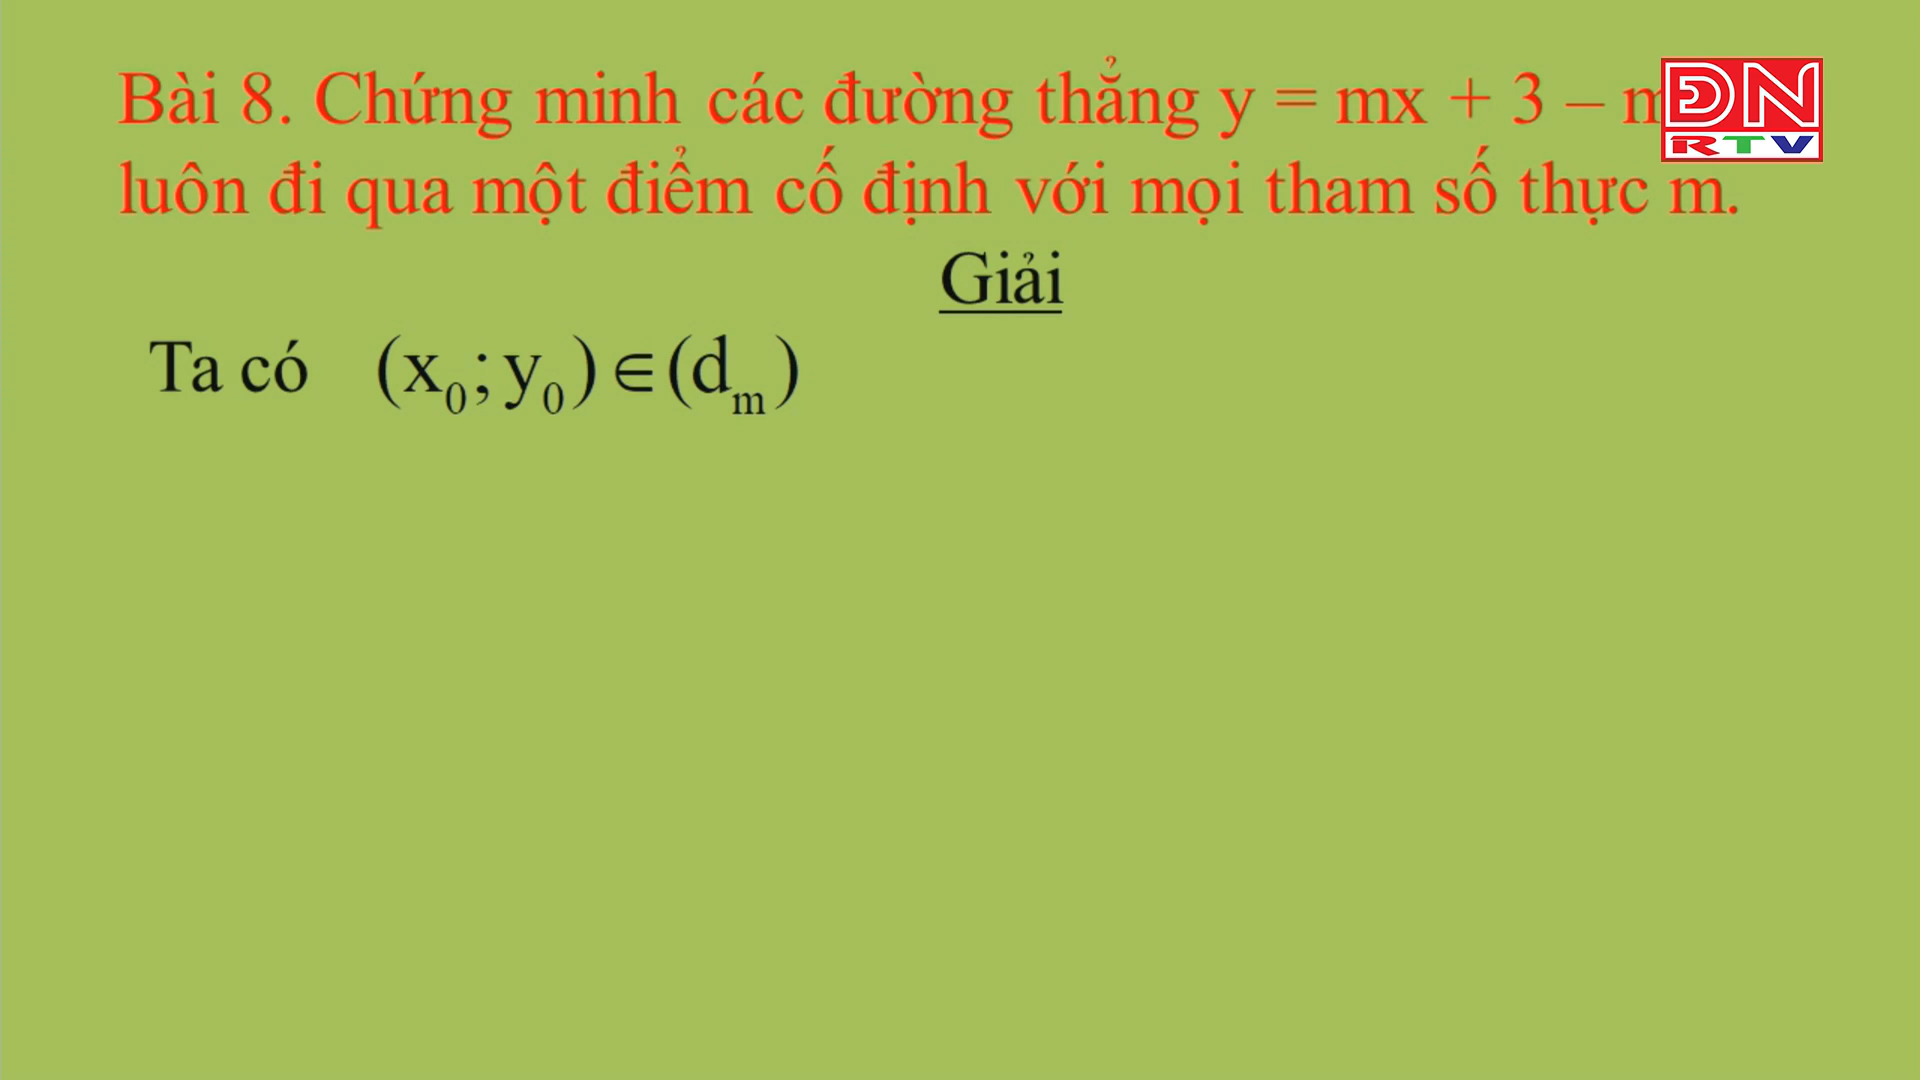 Bài 8. Chứng minh các đường thẳng y = mx + 3 – m
luôn đi qua một điểm cố định với mọi tham số thực m.
Giải
Ta có (x₀;y₀)∈(dₘ)
ĐN
RTV